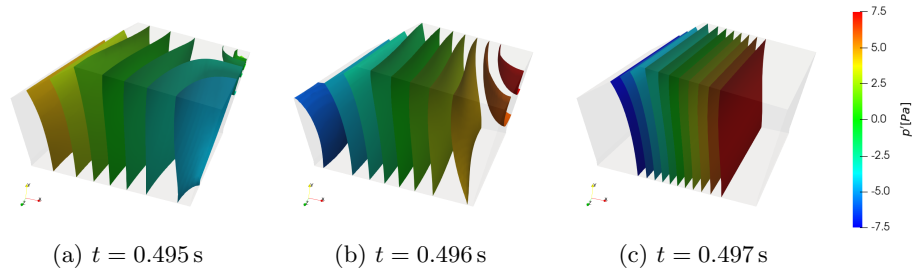 7.5
5.0
2.5
0.0
-2.5
-5.0
-7.5
p′[Pa]
(a) t = 0.495 s
(b) t = 0.496 s
(c) t = 0.497 s